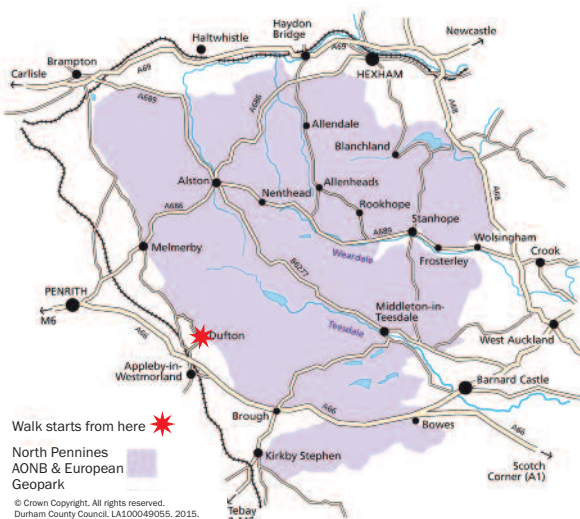 Newcastle
Haydon
Bridge
Haltwhistle
A69
HEXHAM
Brampton
A69
Carlisle
A689
A686
A68
Allendale
Blanchland
Alston
Nenthead
Allenheads
Rookhope
A68
A686
Stanhope
A689
Wolsingham
Crook
Frosterley
Weardale
Melmerby
B6277
PENRITH
M6
Middleton-in-
Teesdale
Teesdale
West Auckland
A66
Dufton
Appleby-in-
Westmorland
Barnard Castle
Brough
A66
Bowes
A66
Walk starts from here
North Pennines
AONB & European
Geopark
Kirkby Stephen
Scotch
Corner (A1)
© Crown Copyright. All rights reserved.
Durham County Council. LA100049055. 2015.
Tebay